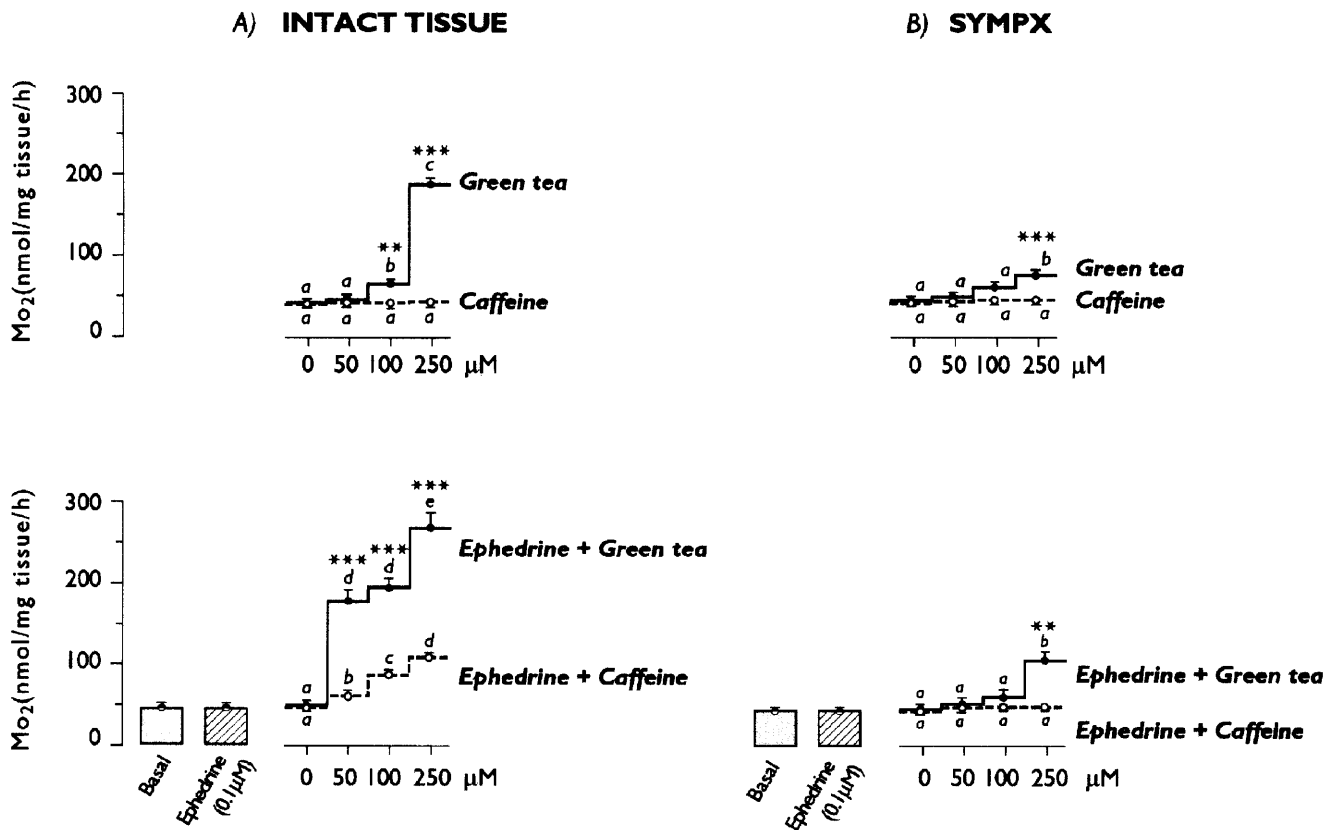 A) INTACT TISSUE
B) SYMPX
Mo₂(nmol/mg tissue/h)
300
200
100
0
***
c
Green tea
**
b
a a
Caffeine
a a a a
0 50 100 250 µM
***
b
Green tea
a a a
Caffeine
a a a a
0 50 100 250 µM
Mo₂(nmol/mg tissue/h)
300
200
100
0
***
e
Ephedrine + Green tea
*** ***
d d
d
Ephedrine + Caffeine
c
b
a
a
0 50 100 250 µM
Basal
Ephedrine
(0.1µM)
**
b
Ephedrine + Green tea
a a a
Ephedrine + Caffeine
a a a a
0 50 100 250 µM
Basal
Ephedrine
(0.1µM)